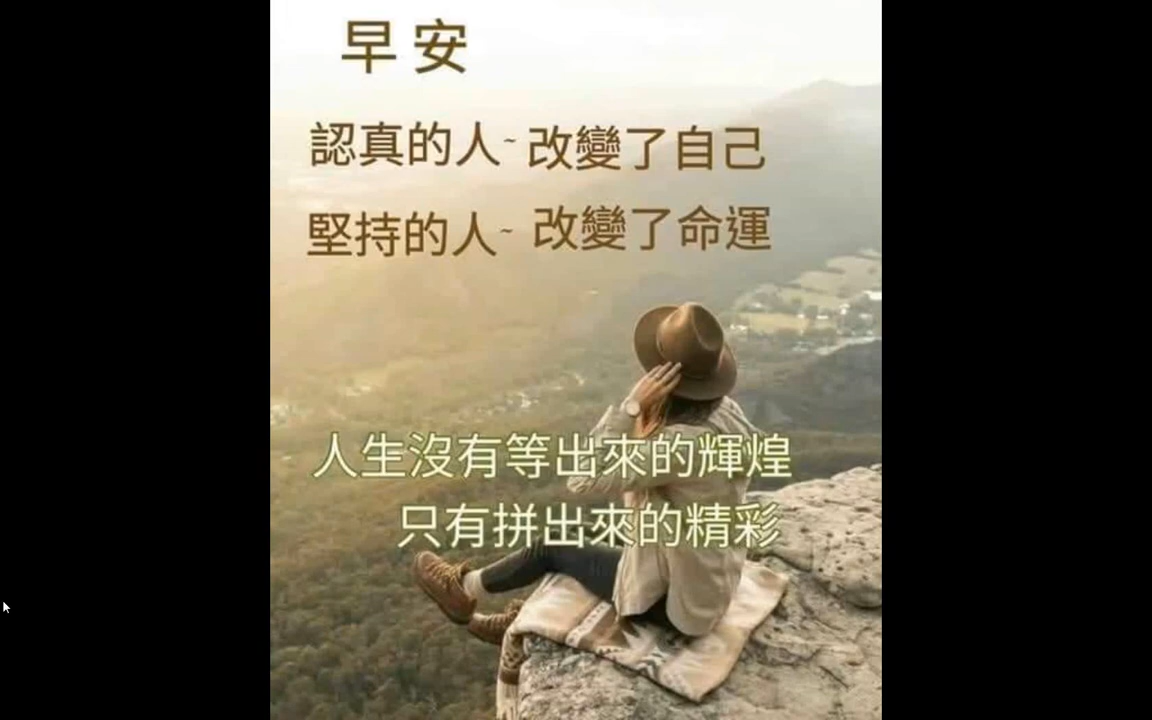 早安
認真的人~改變了自己
堅持的人~改變了命運
人生沒有等出來的輝煌
只有拼出來的精彩